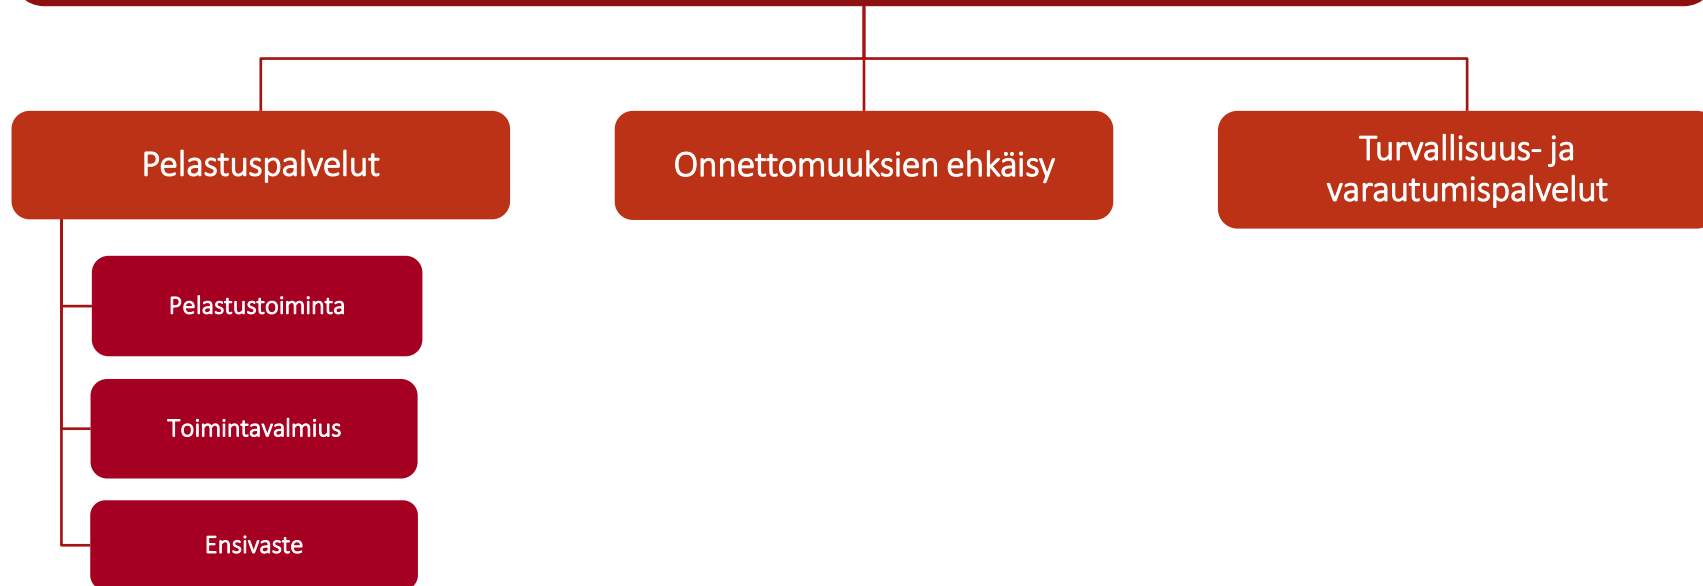 Pelastuspalvelut
Onnettomuuksien ehkäisy
Turvallisuus- ja
varautumispalvelut
Pelastustoiminta
Toimintavalmius
Ensivaste